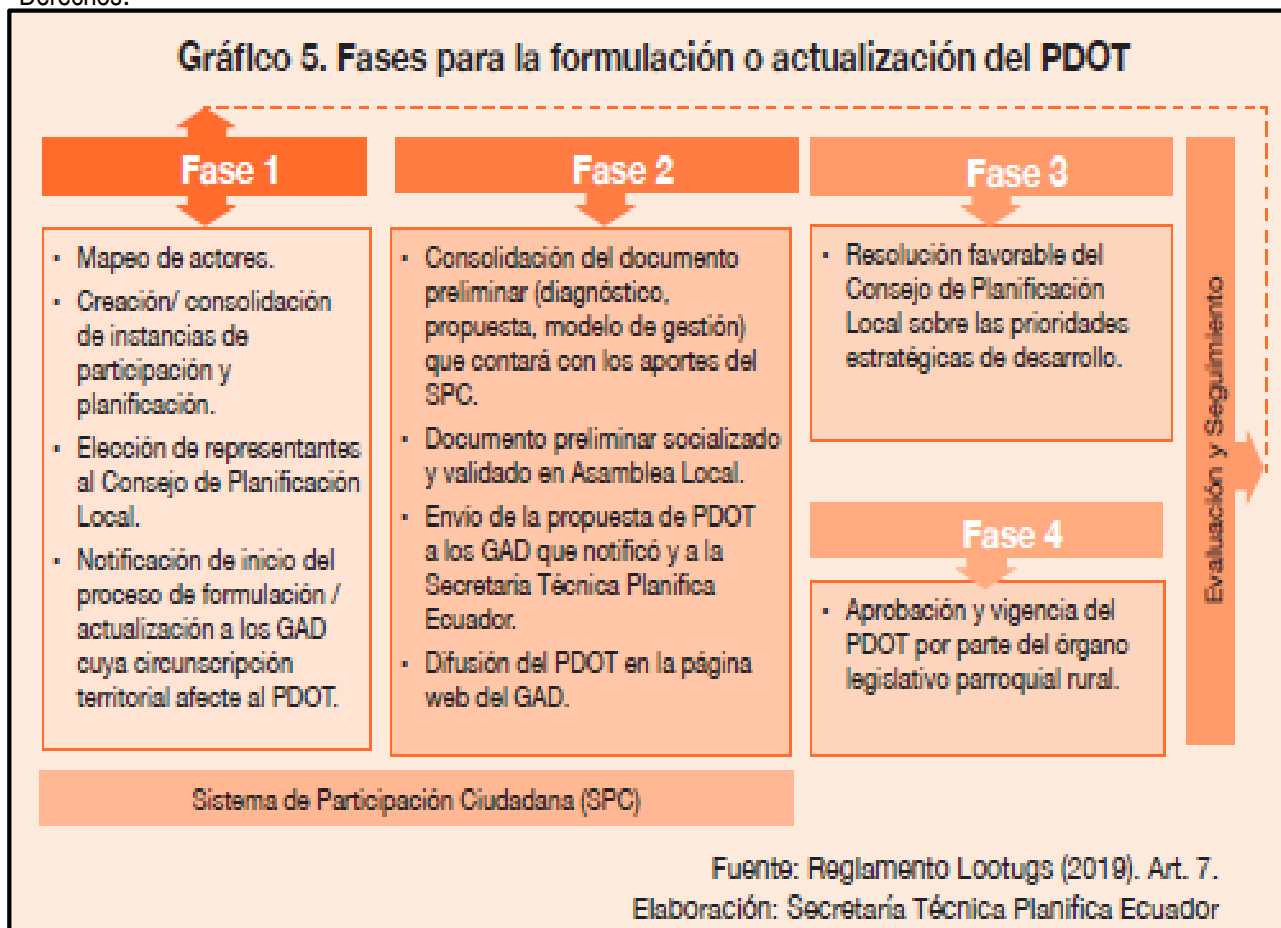 Derechos.
Gráfico 5. Fases para la formulación o actualización del PDOT
Fase 1
• Mapeo de actores.
• Creación/ consolidación
de instancias de
participación y
planificación.
• Elección de representantes
al Consejo de Planificación
Local.
• Notificación de inicio del
proceso de formulación /
actualización a los GAD
cuya circunscripción
territorial afecte al PDOT.
Fase 2
• Consolidación del documento
preliminar (diagnóstico,
propuesta, modelo de gestión)
que contará con los aportes del
SPC.
• Documento preliminar socializado
y validado en Asamblea Local.
• Envío de la propuesta de PDOT
a los GAD que notificó y a la
Secretaría Técnica Planifica
Ecuador.
• Difusión del PDOT en la página
web del GAD.
Fase 3
• Resolución favorable del
Consejo de Planificación
Local sobre las prioridades
estratégicas de desarrollo.
Fase 4
• Aprobación y vigencia del
PDOT por parte del órgano
legislativo parroquial rural.
Evaluación y Seguimiento
Sistema de Participación Ciudadana (SPC)
Fuente: Reglamento Lootugs (2019). Art. 7.
Elaboración: Secretaría Técnica Planifica Ecuador